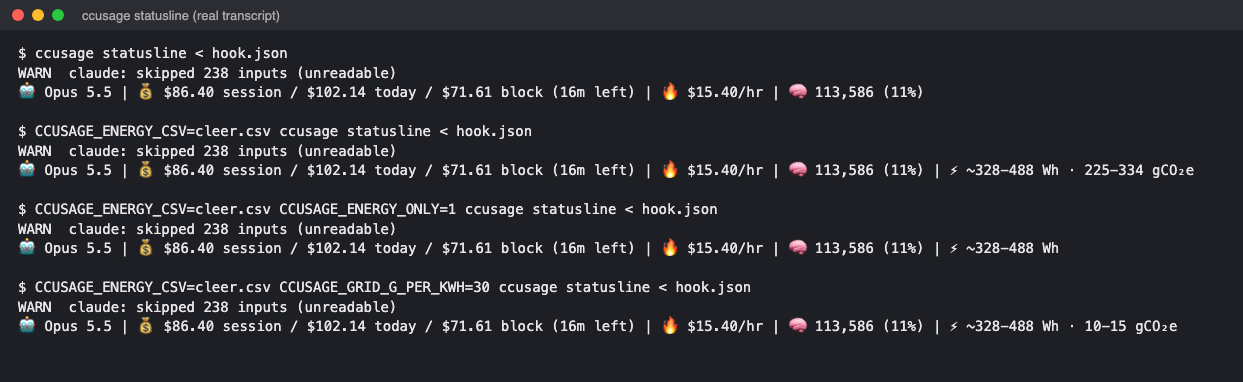 ccusage statusline (real transcript)
$ ccusage statusline < hook.json
WARN  claude: skipped 238 inputs (unreadable)
🤖 Opus 5.5 | 💰 $86.40 session / $102.14 today / $71.61 block (16m left) | 🔥 $15.40/hr | 🧠 113,586 (11%)
$ CCUSAGE_ENERGY_CSV=cleer.csv ccusage statusline < hook.json
WARN  claude: skipped 238 inputs (unreadable)
🤖 Opus 5.5 | 💰 $86.40 session / $102.14 today / $71.61 block (16m left) | 🔥 $15.40/hr | 🧠 113,586 (11%) | ⚡ ~328–488 Wh · 225–334 gCO₂e
$ CCUSAGE_ENERGY_CSV=cleer.csv CCUSAGE_ENERGY_ONLY=1 ccusage statusline < hook.json
WARN  claude: skipped 238 inputs (unreadable)
🤖 Opus 5.5 | 💰 $86.40 session / $102.14 today / $71.61 block (16m left) | 🔥 $15.40/hr | 🧠 113,586 (11%) | ⚡ ~328–488 Wh
$ CCUSAGE_ENERGY_CSV=cleer.csv CCUSAGE_GRID_G_PER_KWH=30 ccusage statusline < hook.json
WARN  claude: skipped 238 inputs (unreadable)
🤖 Opus 5.5 | 💰 $86.40 session / $102.14 today / $71.61 block (16m left) | 🔥 $15.40/hr | 🧠 113,586 (11%) | ⚡ ~328–488 Wh · 10–15 gCO₂e